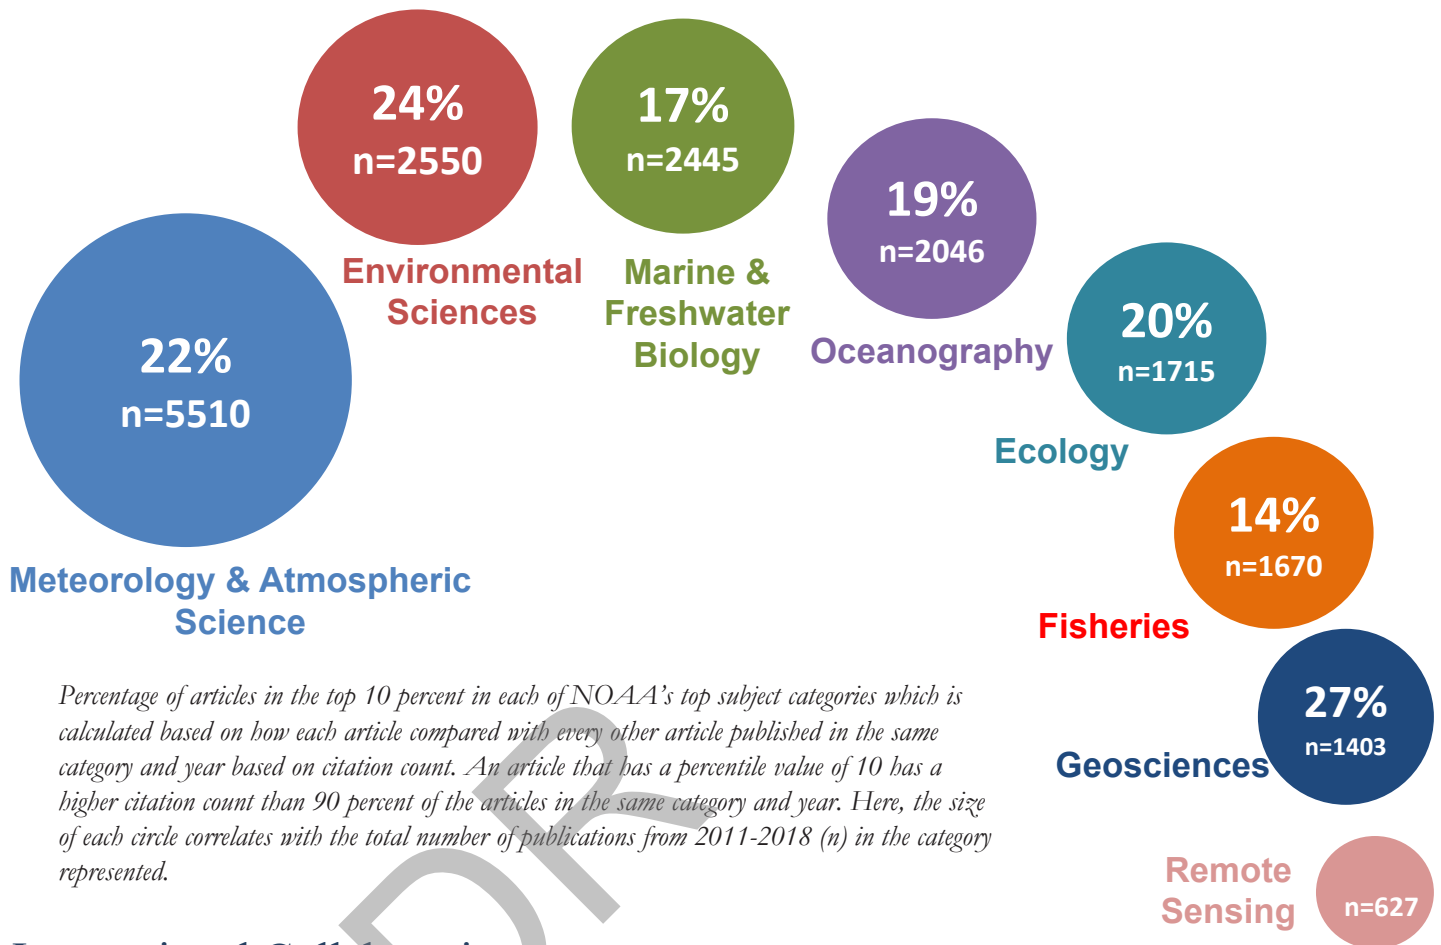 24%
n=2550
Environmental
Sciences
17%
n=2445
Marine &
Freshwater
Biology
19%
n=2046
Oceanography
20%
n=1715
Ecology
22%
n=5510
Meteorology & Atmospheric
Science
14%
n=1670
Fisheries
27%
n=1403
Geosciences
n=627
Remote
Sensing
Percentage of articles in the top 10 percent in each of NOAA's top subject categories which is
calculated based on how each article compared with every other article published in the same
category and year based on citation count. An article that has a percentile value of 10 has a
higher citation count than 90 percent of the articles in the same category and year. Here, the size
of each circle correlates with the total number of publications from 2011-2018 (n) in the category
represented.
DR